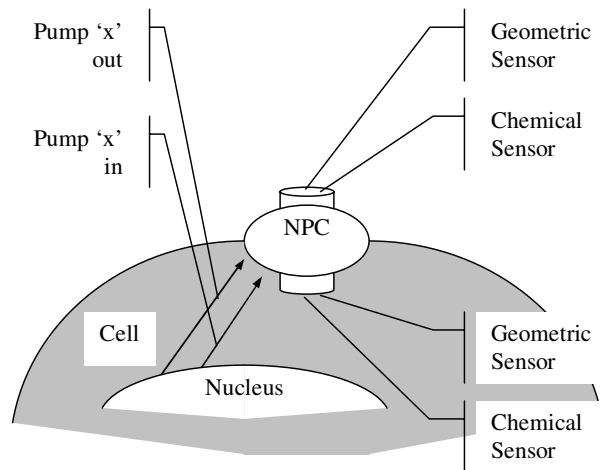 Pump ‘x’
out
Geometric
Sensor
Pump ‘x’
in
Chemical
Sensor
NPC
Cell
Nucleus
Geometric
Sensor
Chemical
Sensor